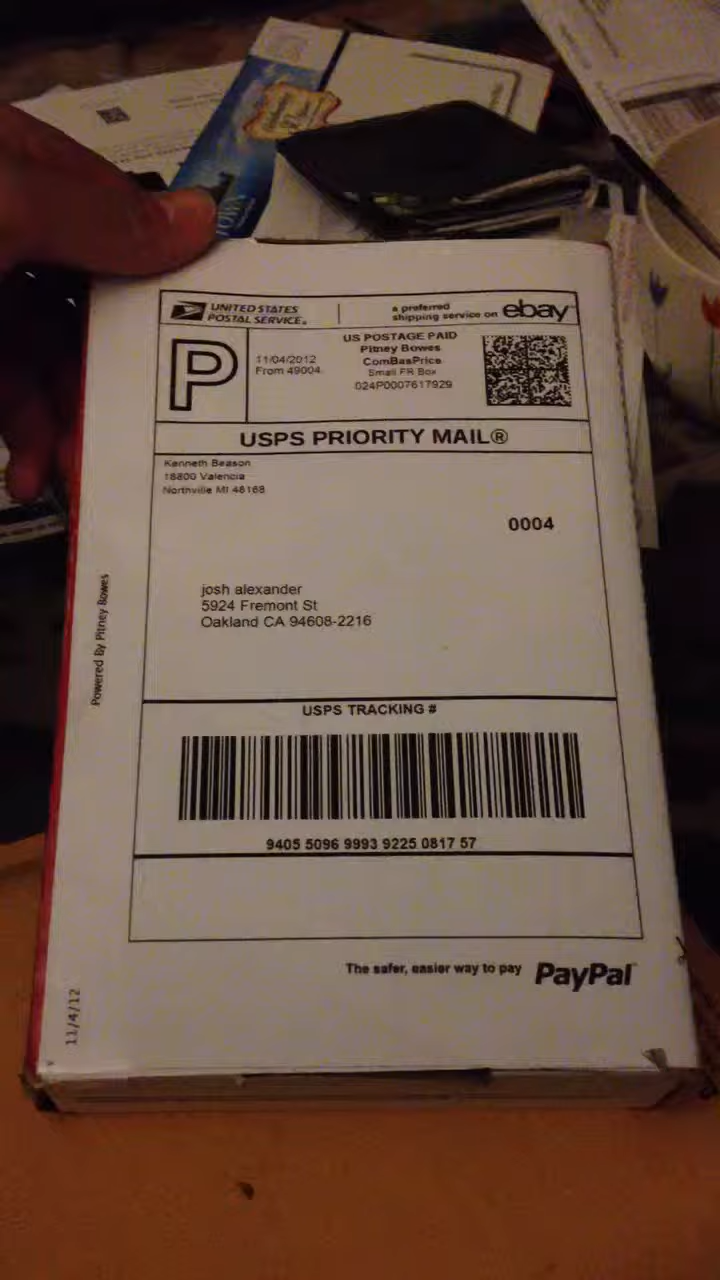 TOWN
UNITED STATES
POSTAL SERVICE®
a preferred
shipping service on ebay™
P
11/04/2012
From 49004
US POSTAGE PAID
Pitney Bowes
ComBasPrice
Small FR Box
024P0007617929
USPS PRIORITY MAIL®
Kenneth Beason
18800 Valencia
Northville MI 48168
0004
josh alexander
5924 Fremont St
Oakland CA 94608-2216
Powered By Pitney Bowes
USPS TRACKING #
9405 5096 9993 9225 0817 57
The safer, easier way to pay PayPal™
11/4/12